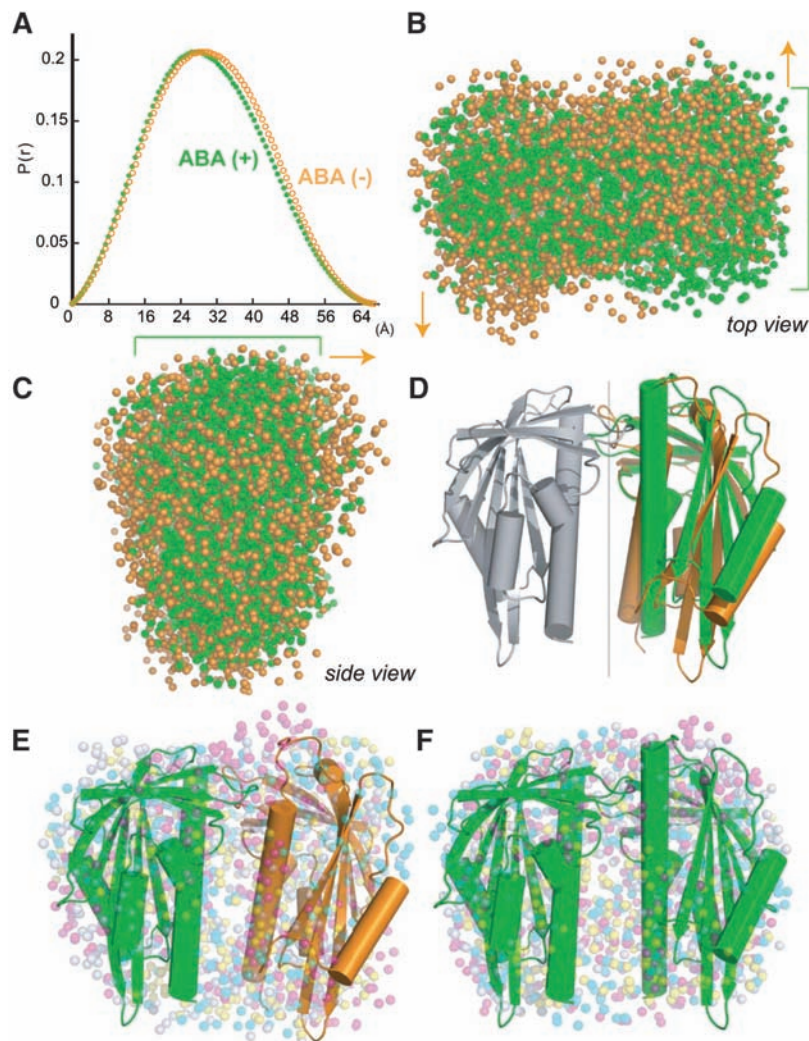 A
B
0.2
0.15
0.1
0.05
0
P(r)
ABA (+)
ABA (-)
0 8 16 24 32 40 48 56 64 (Å)
top view
C
D
side view
E
F